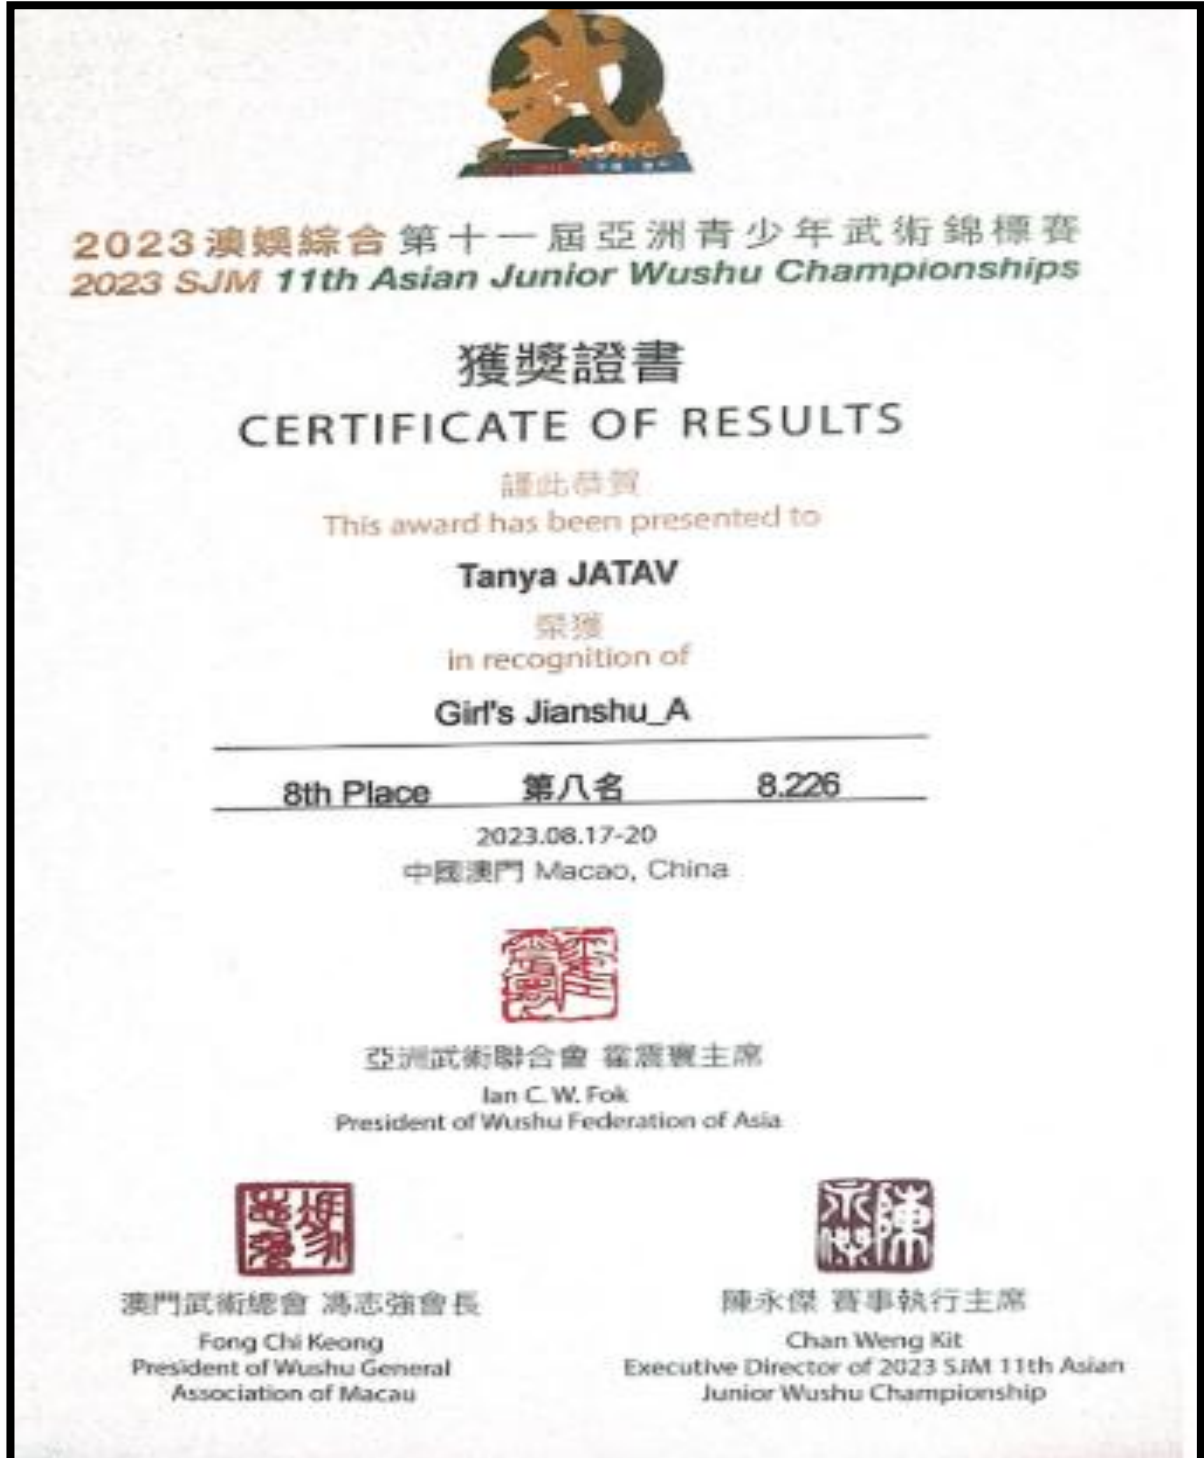 AJWC
2023澳娛綜合第十一屆亞洲青少年武術錦標賽
2023 SJM 11th Asian Junior Wushu Championships
獲獎證書
CERTIFICATE OF RESULTS
謹此恭賀
This award has been presented to
Tanya JATAV
榮獲
in recognition of
Girl's Jianshu_A
8th Place 第八名 8.226
2023.08.17-20
中國澳門 Macao, China
亞洲武術聯合會 霍震寰主席
Ian C. W. Fok
President of Wushu Federation of Asia
澳門武術總會 馮志強會長
Fong Chi Keong
President of Wushu General
Association of Macau
陳永傑
陳永傑 賽事執行主席
Chan Weng Kit
Executive Director of 2023 SJM 11th Asian
Junior Wushu Championship